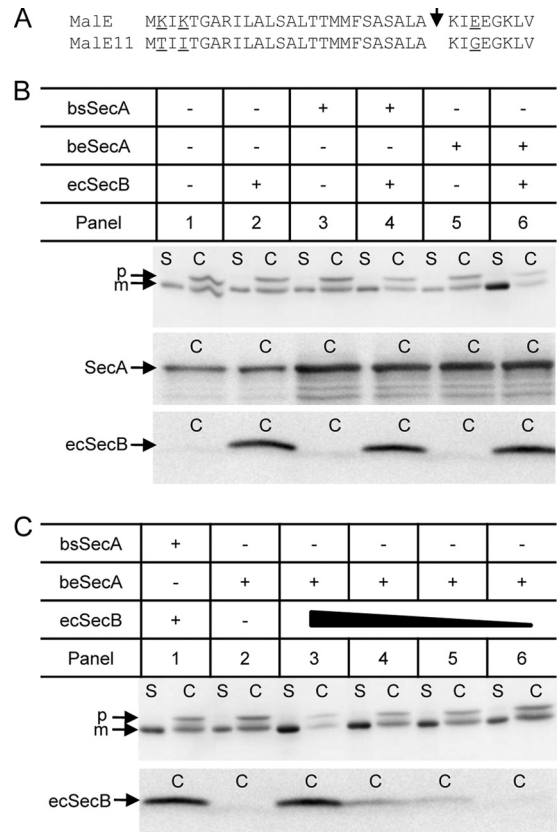 A
MalE MKIKTGARILALSALTTMMFSASALA KIEEGKLV
MalE11 MTIITGARILALSALTTMMFSASALA KIGEGKLV
B
bsSecA - - + + - -
beSecA - - - - + +
ecSecB - + - + - +
Panel 1 2 3 4 5 6
S C S C S C S C S C S C
p
m
C C C C C C
SecA
C C C C C C
ecSecB
C
bsSecA + - - - - -
beSecA - + + + + +
ecSecB + -
Panel 1 2 3 4 5 6
S C S C S C S C S C S C
p
m
C C C C C C
ecSecB